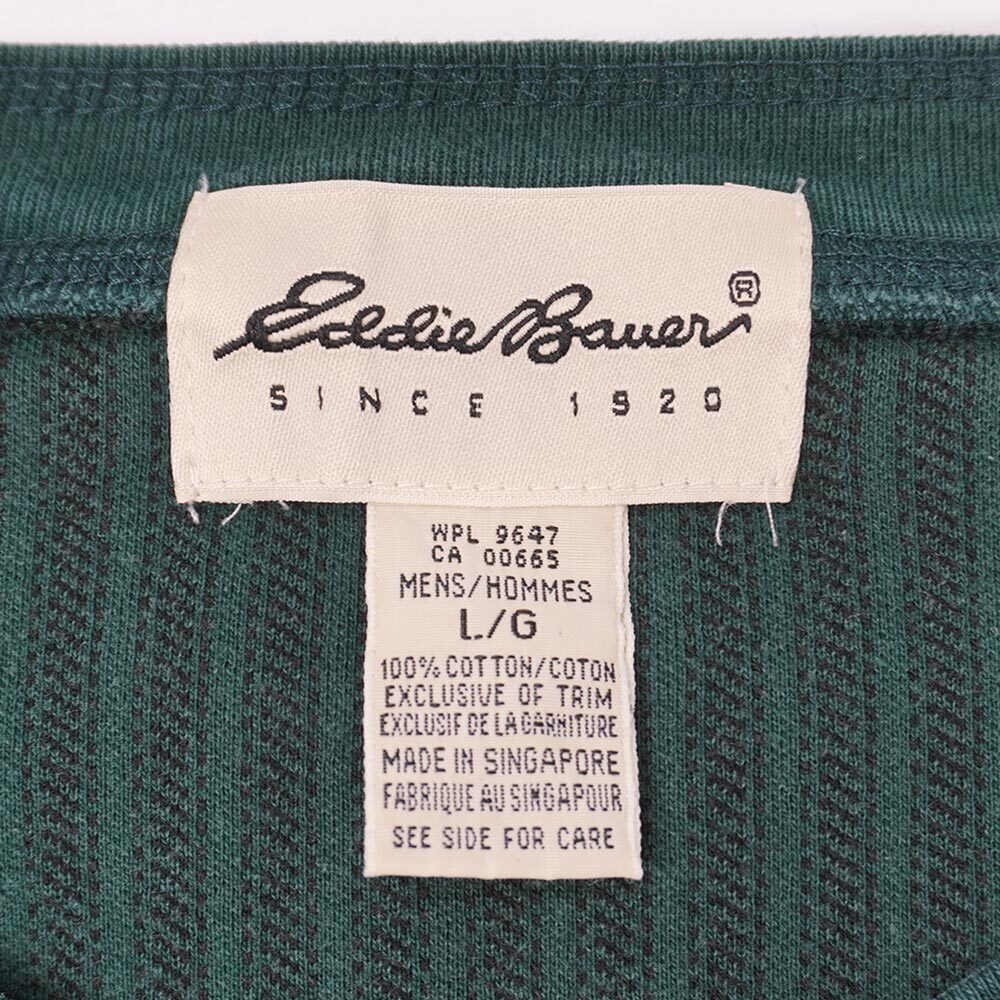 Eddie Bauer®
SINCE 1920
WPL 9647
CA 00665
MENS/HOMMES
L/G
100% COTTON/COTON
EXCLUSIVE OF TRIM
EXCLUSIF DE LA GARNITURE
MADE IN SINGAPORE
FABRIQUE AU SINGAPOUR
SEE SIDE FOR CARE